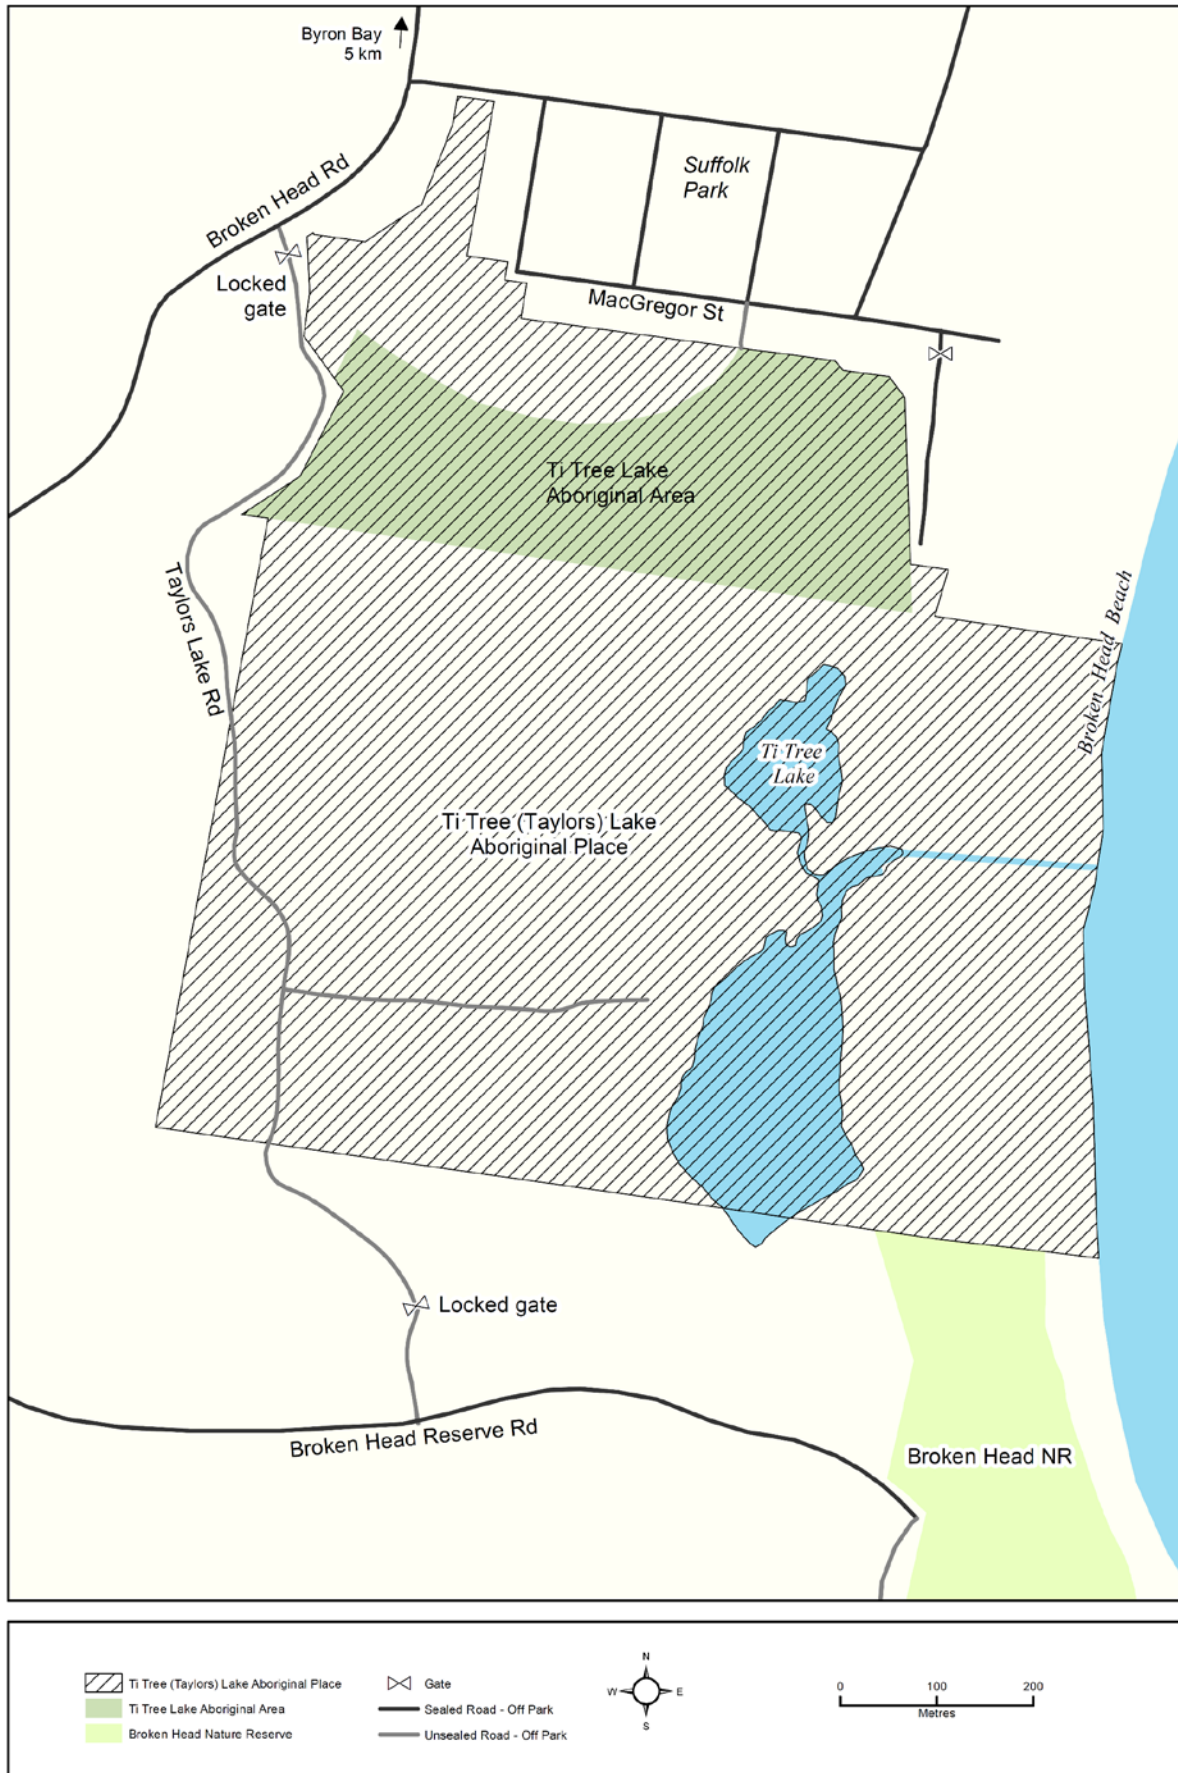 Byron Bay
5 km
Broken Head Rd
Suffolk
Park
Locked
gate
MacGregor St
Ti Tree Lake
Aboriginal Area
Taylors Lake Rd
Broken Head Beach
Ti Tree
Lake
Ti Tree (Taylors) Lake
Aboriginal Place
Locked gate
Broken Head Reserve Rd
Broken Head NR
Ti Tree (Taylors) Lake Aboriginal Place
Ti Tree Lake Aboriginal Area
Broken Head Nature Reserve
Gate
Sealed Road - Off Park
Unsealed Road - Off Park
N
W E
S
0 100 200
Metres